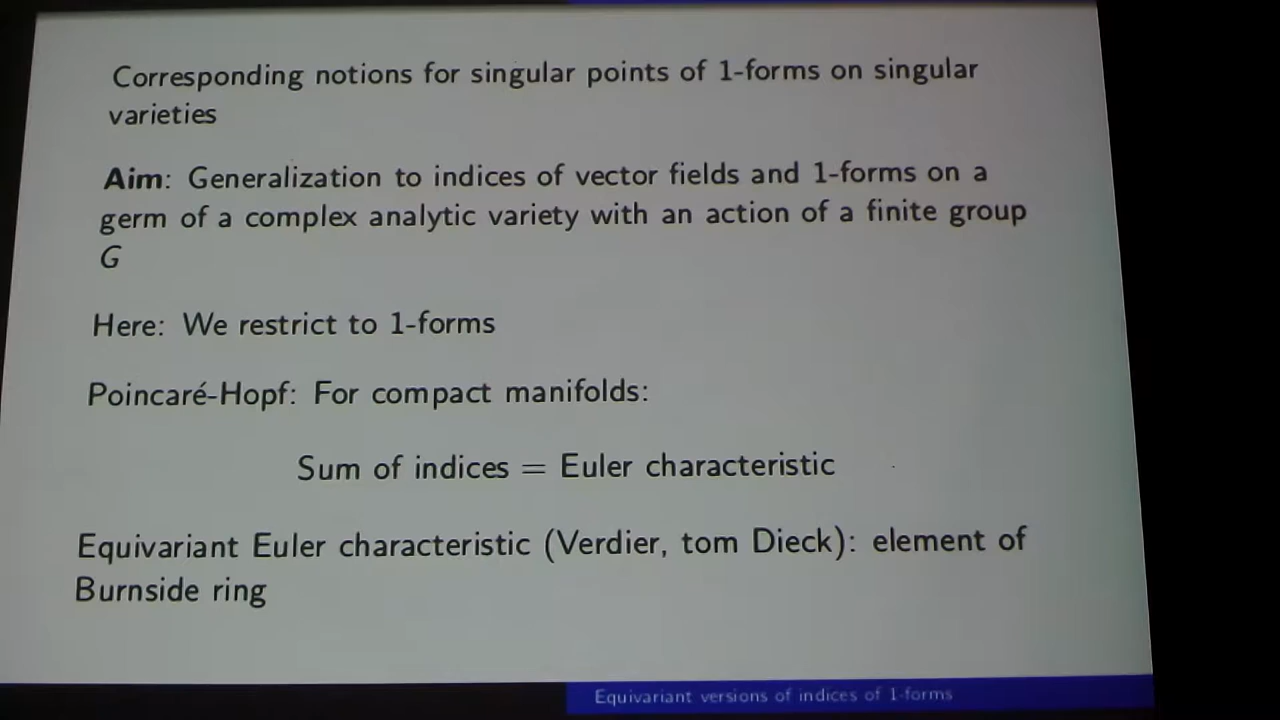 Corresponding notions for singular points of 1-forms on singular
varieties
Aim: Generalization to indices of vector fields and 1-forms on a
germ of a complex analytic variety with an action of a finite group
G
Here: We restrict to 1-forms
Poincaré-Hopf: For compact manifolds:
Sum of indices = Euler characteristic
Equivariant Euler characteristic (Verdier, tom Dieck): element of
Burnside ring
Equivariant versions of indices of 1-forms